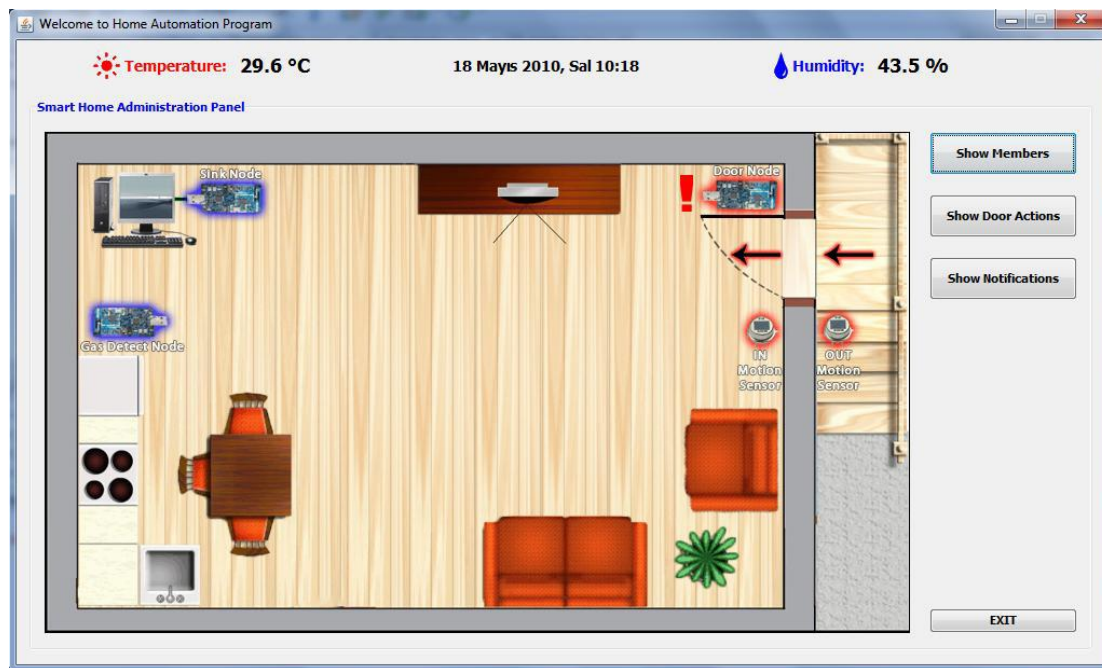 Welcome to Home Automation Program
Temperature: 29.6 °C
18 Mayıs 2010, Sal 10:18
Humidity: 43.5 %
Smart Home Administration Panel
Sink Node
Door Node
Show Members
Show Door Actions
Show Notifications
Gas Detect Node
IN
Motion
Sensor
OUT
Motion
Sensor
EXIT